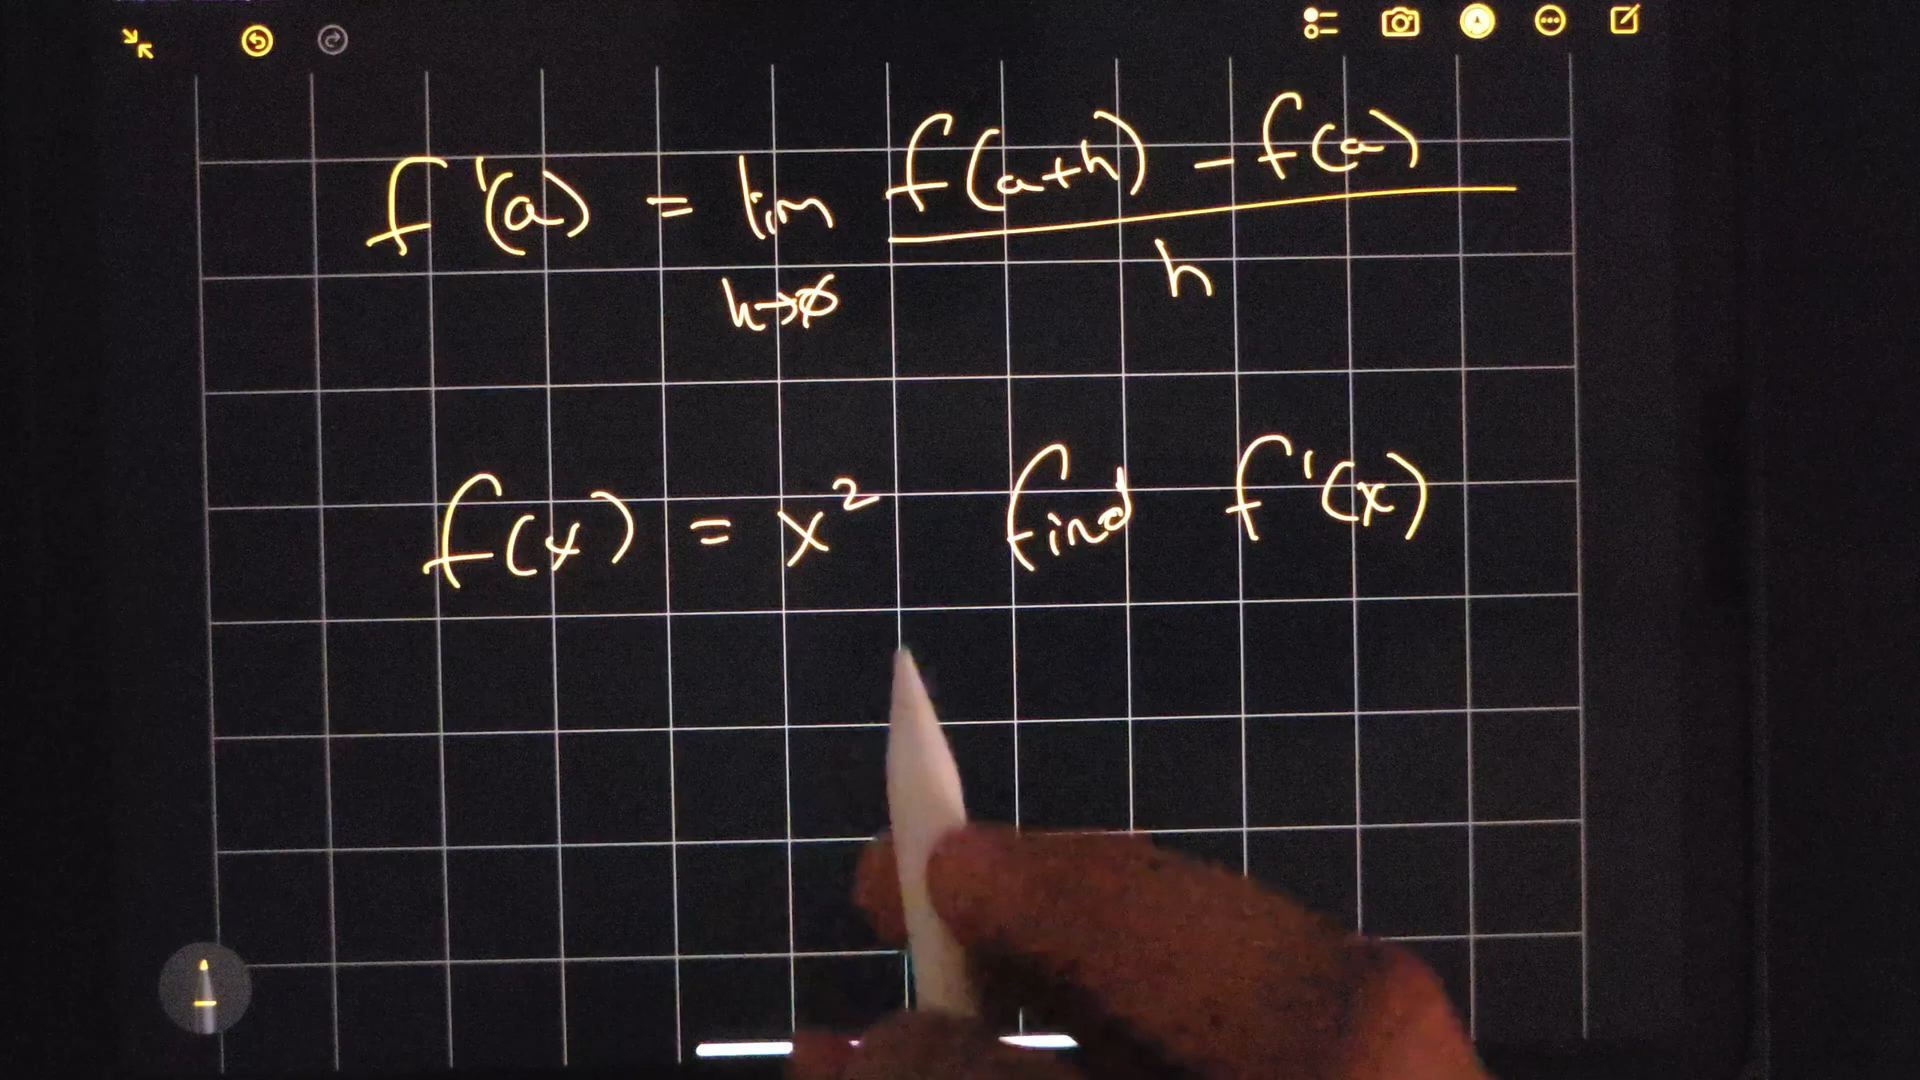 f'(a) = lim f(a+h) - f(a)
h→0 h
f(x) = x² find f'(x)